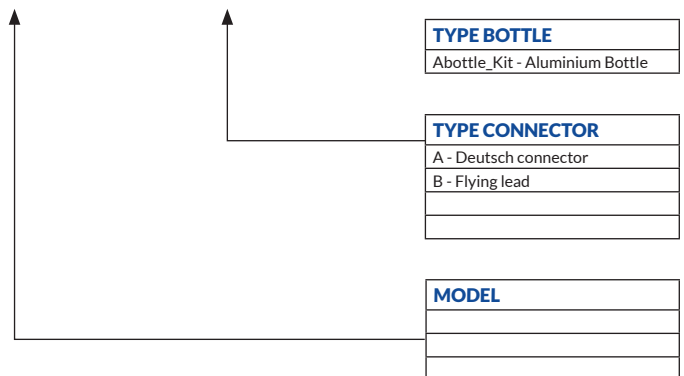 TYPE BOTTLE
Abottle_Kit - Aluminium Bottle
TYPE CONNECTOR
A - Deutsch connector
B - Flying lead
MODEL